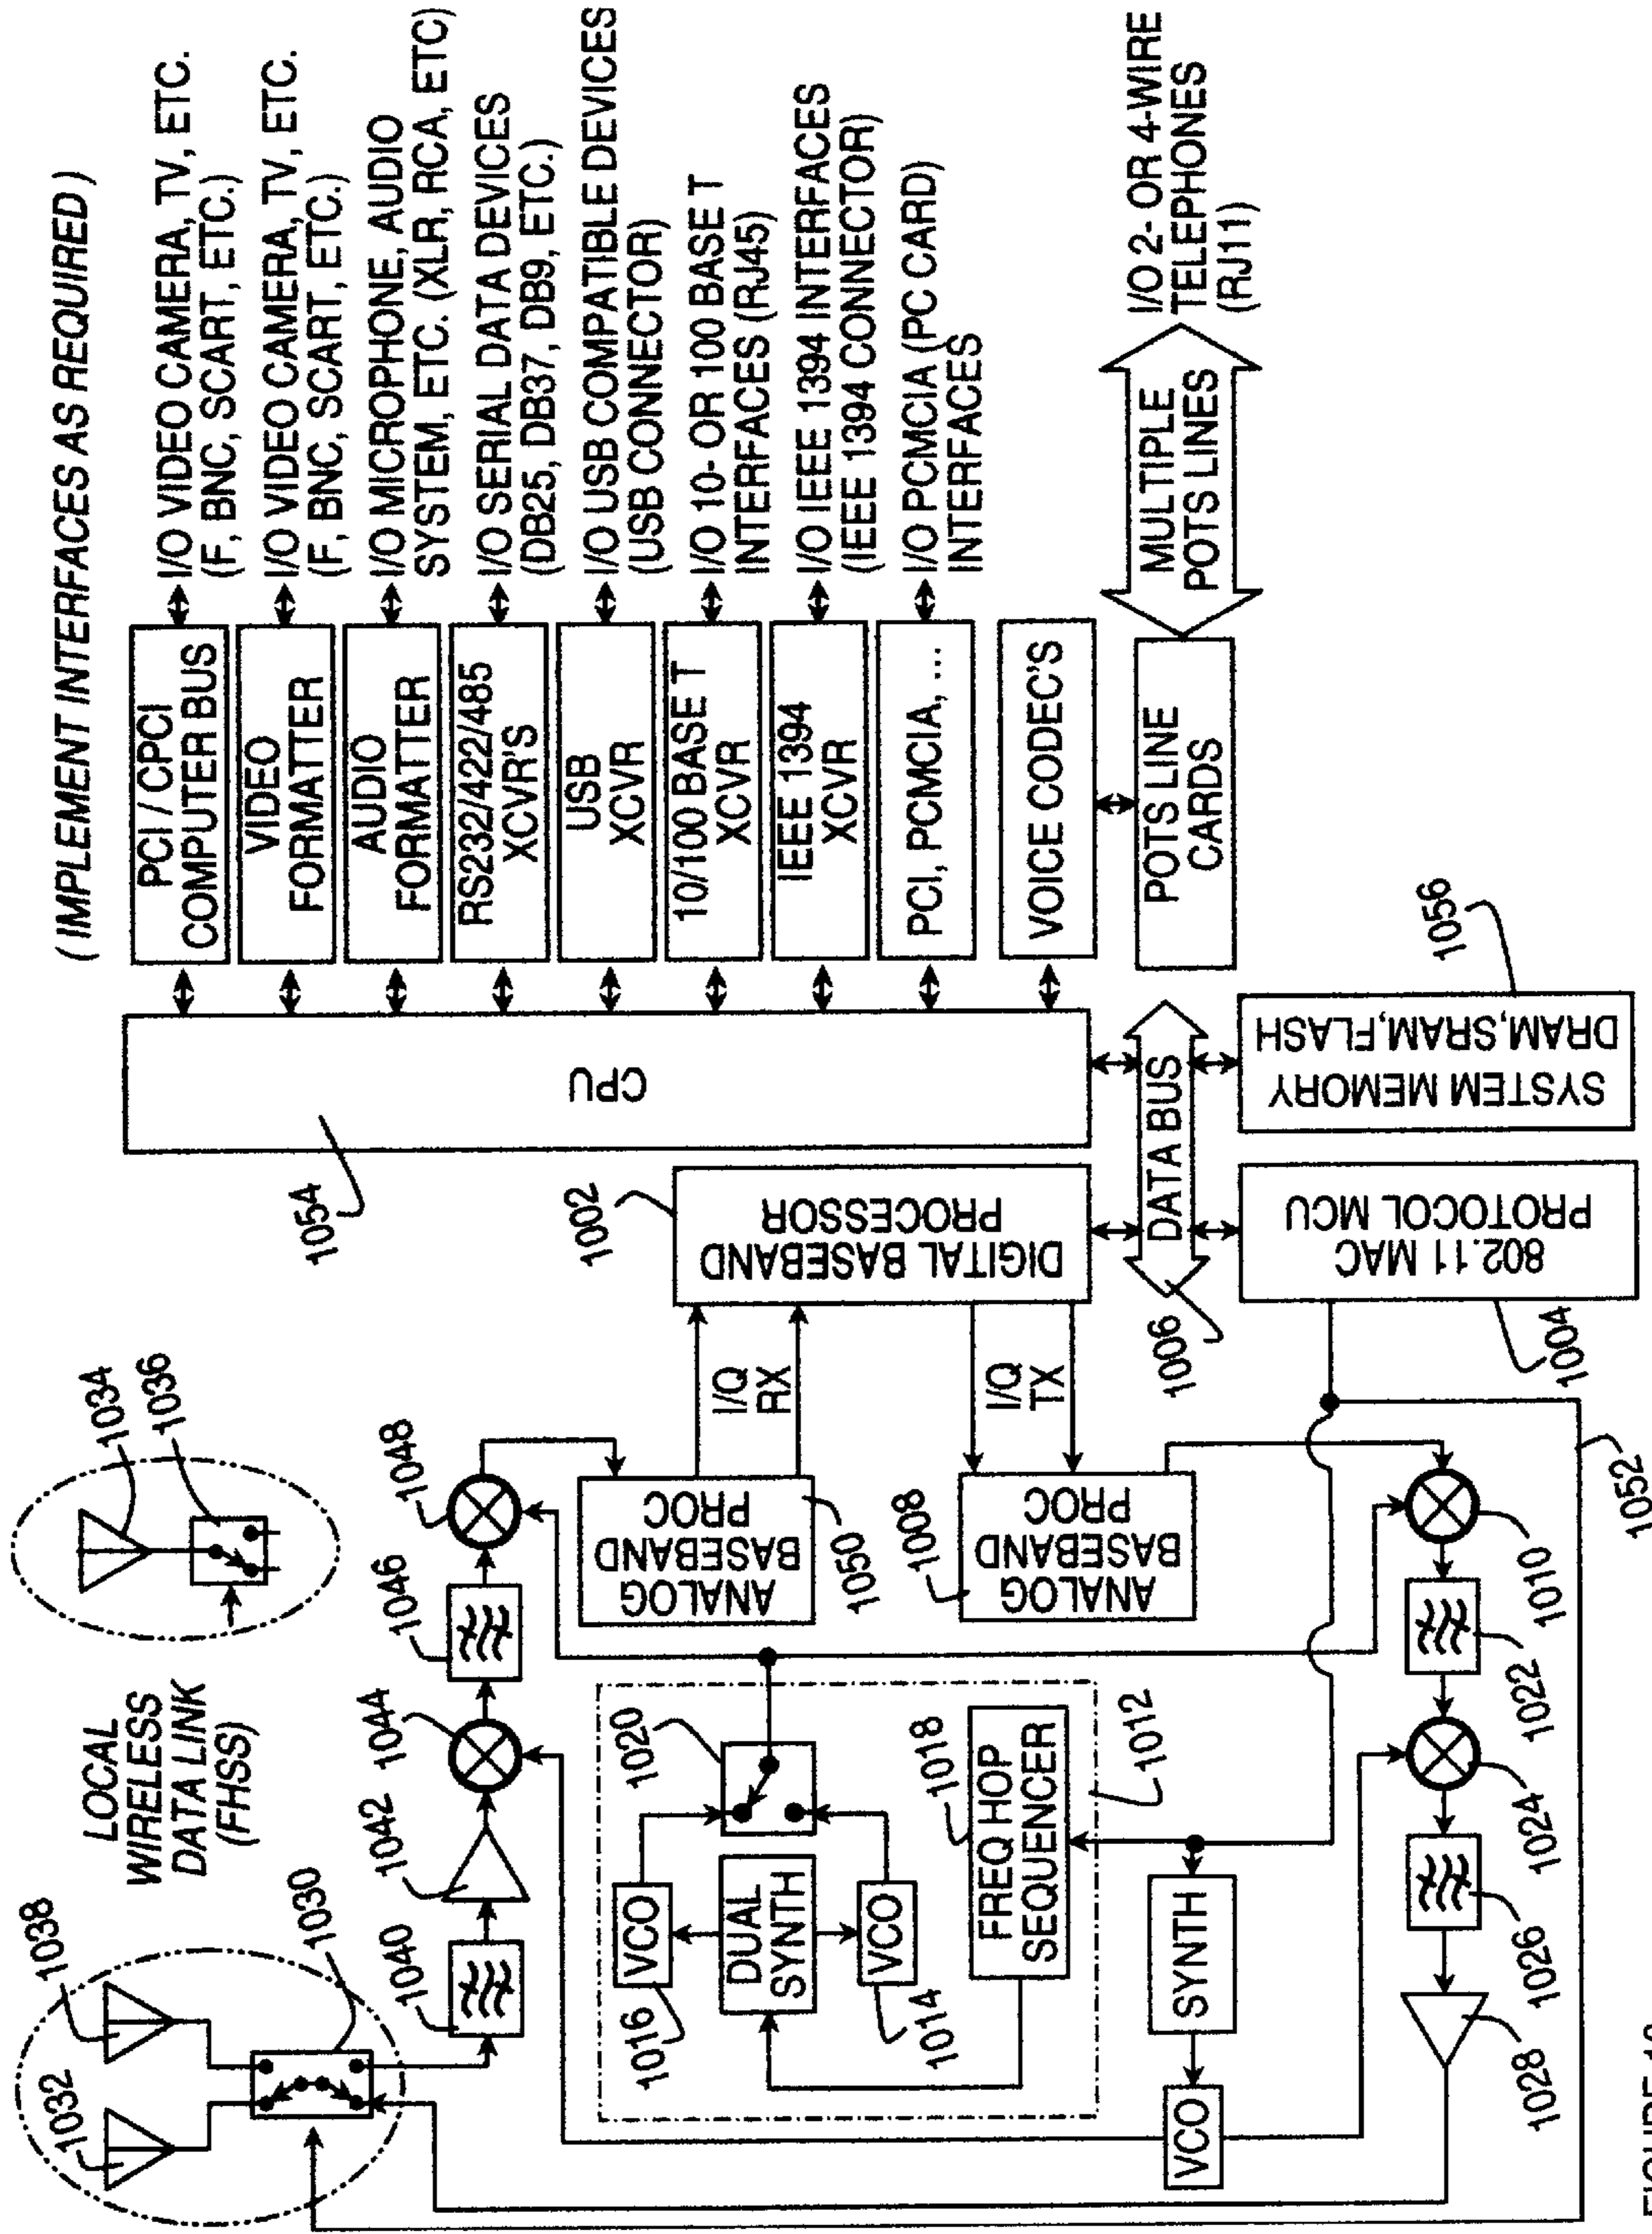 ( IMPLEMENT INTERFACES AS REQUIRED )
LOCAL
WIRELESS
DATA LINK
(FHSS)
1032
1038
1030
1034
1036
1040
1042
1044
1046
1048
1054
CPU
PCI / CPCI
COMPUTER BUS
I/O VIDEO CAMERA, TV, ETC.
(F, BNC, SCART, ETC.)
VIDEO
FORMATTER
I/O VIDEO CAMERA, TV, ETC.
(F, BNC, SCART, ETC.)
AUDIO
FORMATTER
I/O MICROPHONE, AUDIO
SYSTEM, ETC. (XLR, RCA, ETC)
RS232/422/485
XCVR'S
I/O SERIAL DATA DEVICES
(DB25, DB37, DB9, ETC.)
USB
XCVR
I/O USB COMPATIBLE DEVICES
(USB CONNECTOR)
10/100 BASE T
XCVR
I/O 10- OR 100 BASE T
INTERFACES (RJ45)
IEEE 1394
XCVR
I/O IEEE 1394 INTERFACES
(IEEE 1394 CONNECTOR)
PCI, PCMCIA, ...
I/O PCMCIA (PC CARD)
INTERFACES
VOICE CODEC'S
POTS LINE
CARDS
MULTIPLE
POTS LINES
I/O 2- OR 4-WIRE
TELEPHONES
(RJ11)
1016
VCO
DUAL
SYNTH
VCO
1014
1020
1018
FREQ HOP
SEQUENCER
1012
ANALOG
BASEBAND
PROC
1050
I/Q
RX
1002
DIGITAL BASEBAND
PROCESSOR
1008
ANALOG
BASEBAND
PROC
I/Q
TX
DATA BUS
1006
802.11 MAC
PROTOCOL MCU
1004
SYSTEM MEMORY
DRAM,SRAM,FLASH
1056
VCO
SYNTH
1028
1026
1024
1022
1010
1052